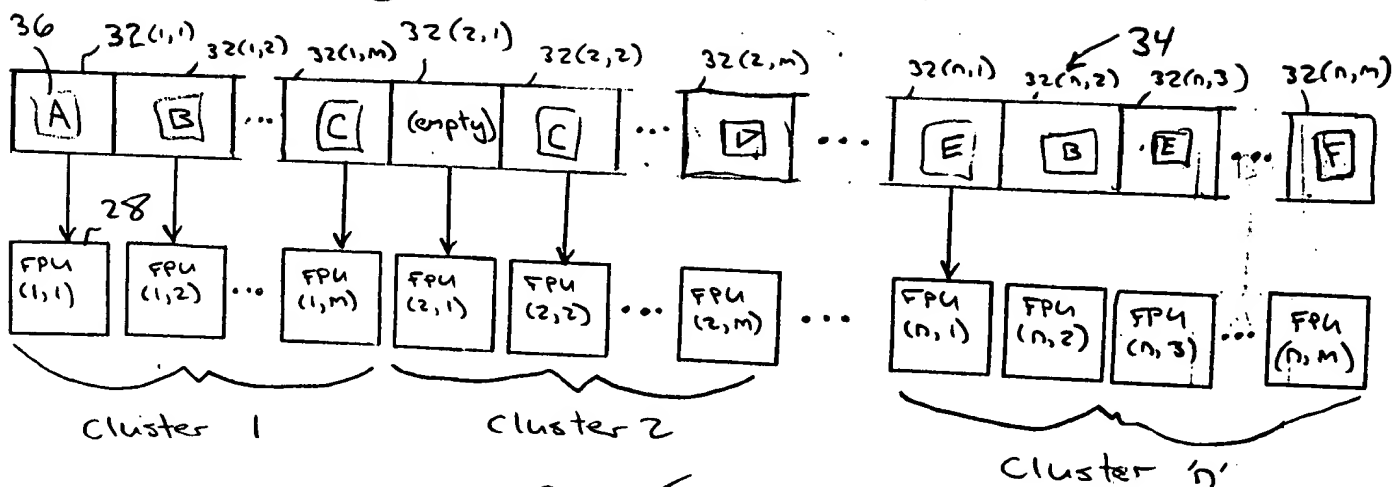 36 32(1,1) 32(1,2) 32(1,m) 32(2,1) 32(2,2) 32(2,m) 32(n,1) 32(n,2) 34 32(n,3) 32(n,m)
A B ... C (empty) C ... D ... E B E ... F
28
FPU (1,1) FPU (1,2) ... FPU (1,m) FPU (2,1) FPU (2,2) ... FPU (2,m) ... FPU (n,1) FPU (n,2) FPU (n,3) ... FPU (n,m)
Cluster 1 Cluster 2 Cluster 'n'